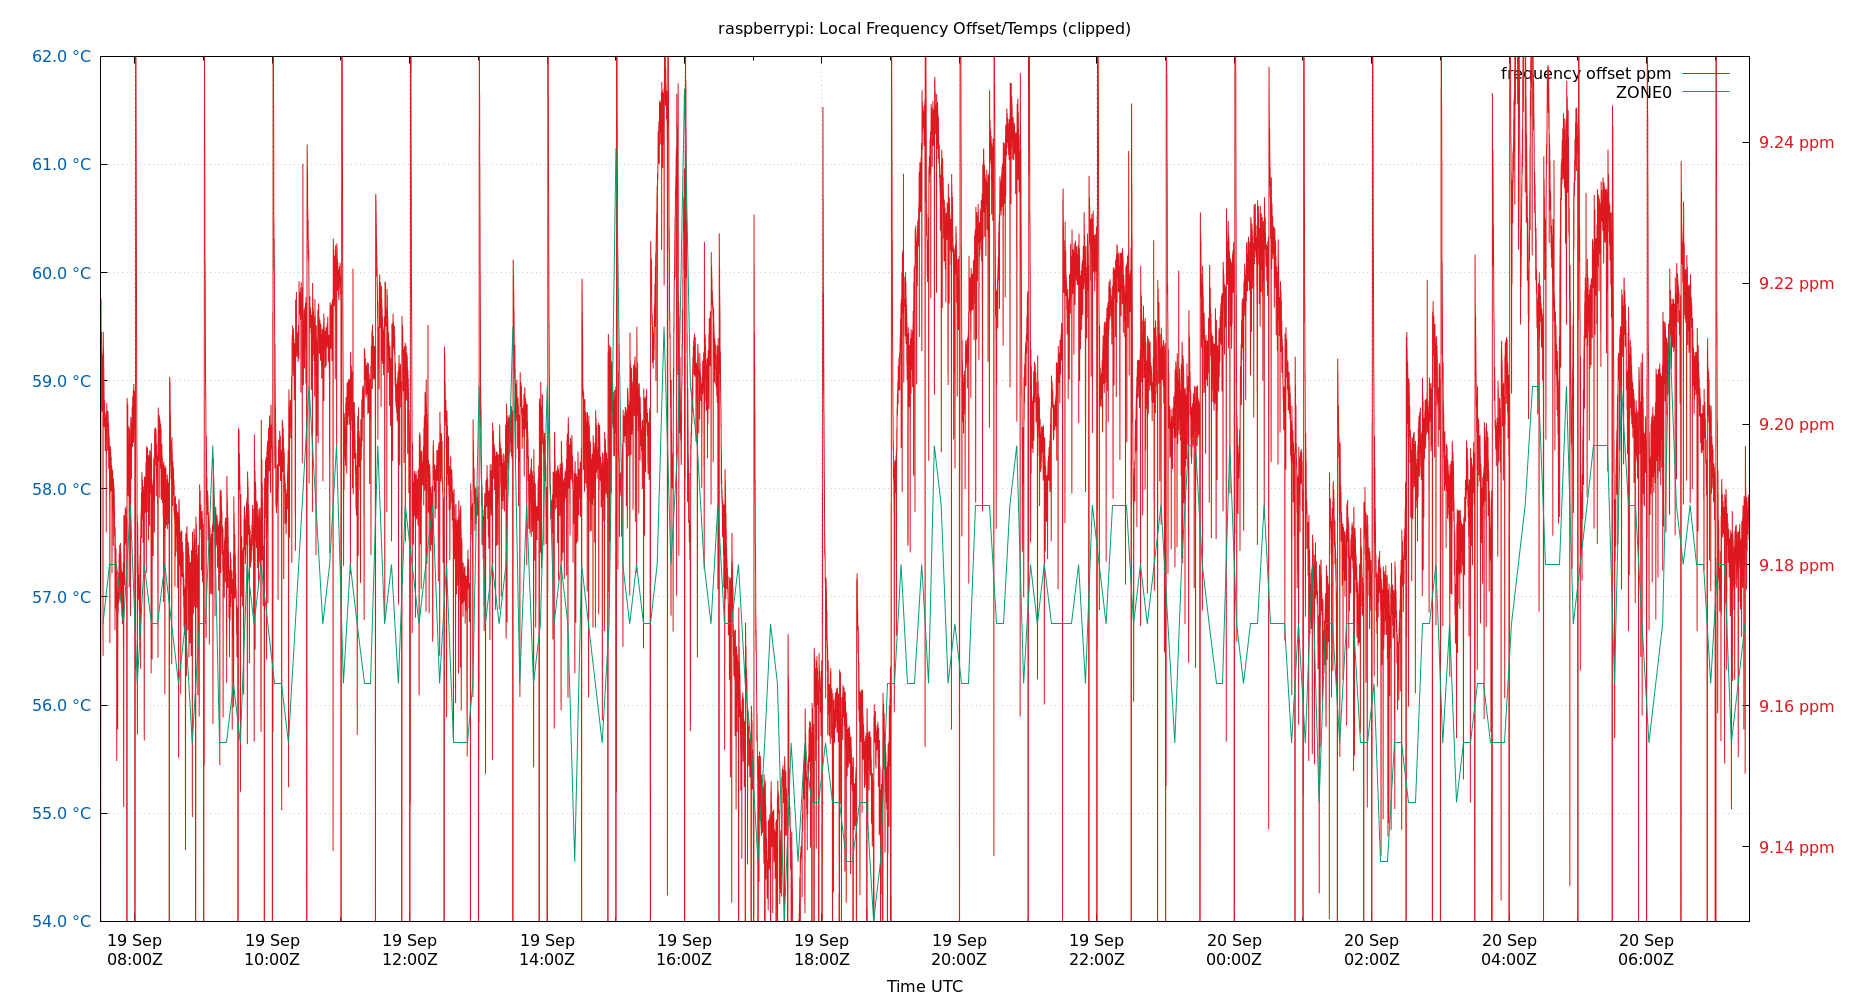 raspberrypi: Local Frequency Offset/Temps (clipped)
62.0 °C
61.0 °C
60.0 °C
59.0 °C
58.0 °C
57.0 °C
56.0 °C
55.0 °C
54.0 °C
frequency offset ppm
ZONE0
9.24 ppm
9.22 ppm
9.20 ppm
9.18 ppm
9.16 ppm
9.14 ppm
19 Sep 19 Sep 19 Sep 19 Sep 19 Sep 19 Sep 19 Sep 19 Sep 20 Sep 20 Sep 20 Sep 20 Sep
08:00Z 10:00Z 12:00Z 14:00Z 16:00Z 18:00Z 20:00Z 22:00Z 00:00Z 02:00Z 04:00Z 06:00Z
Time UTC